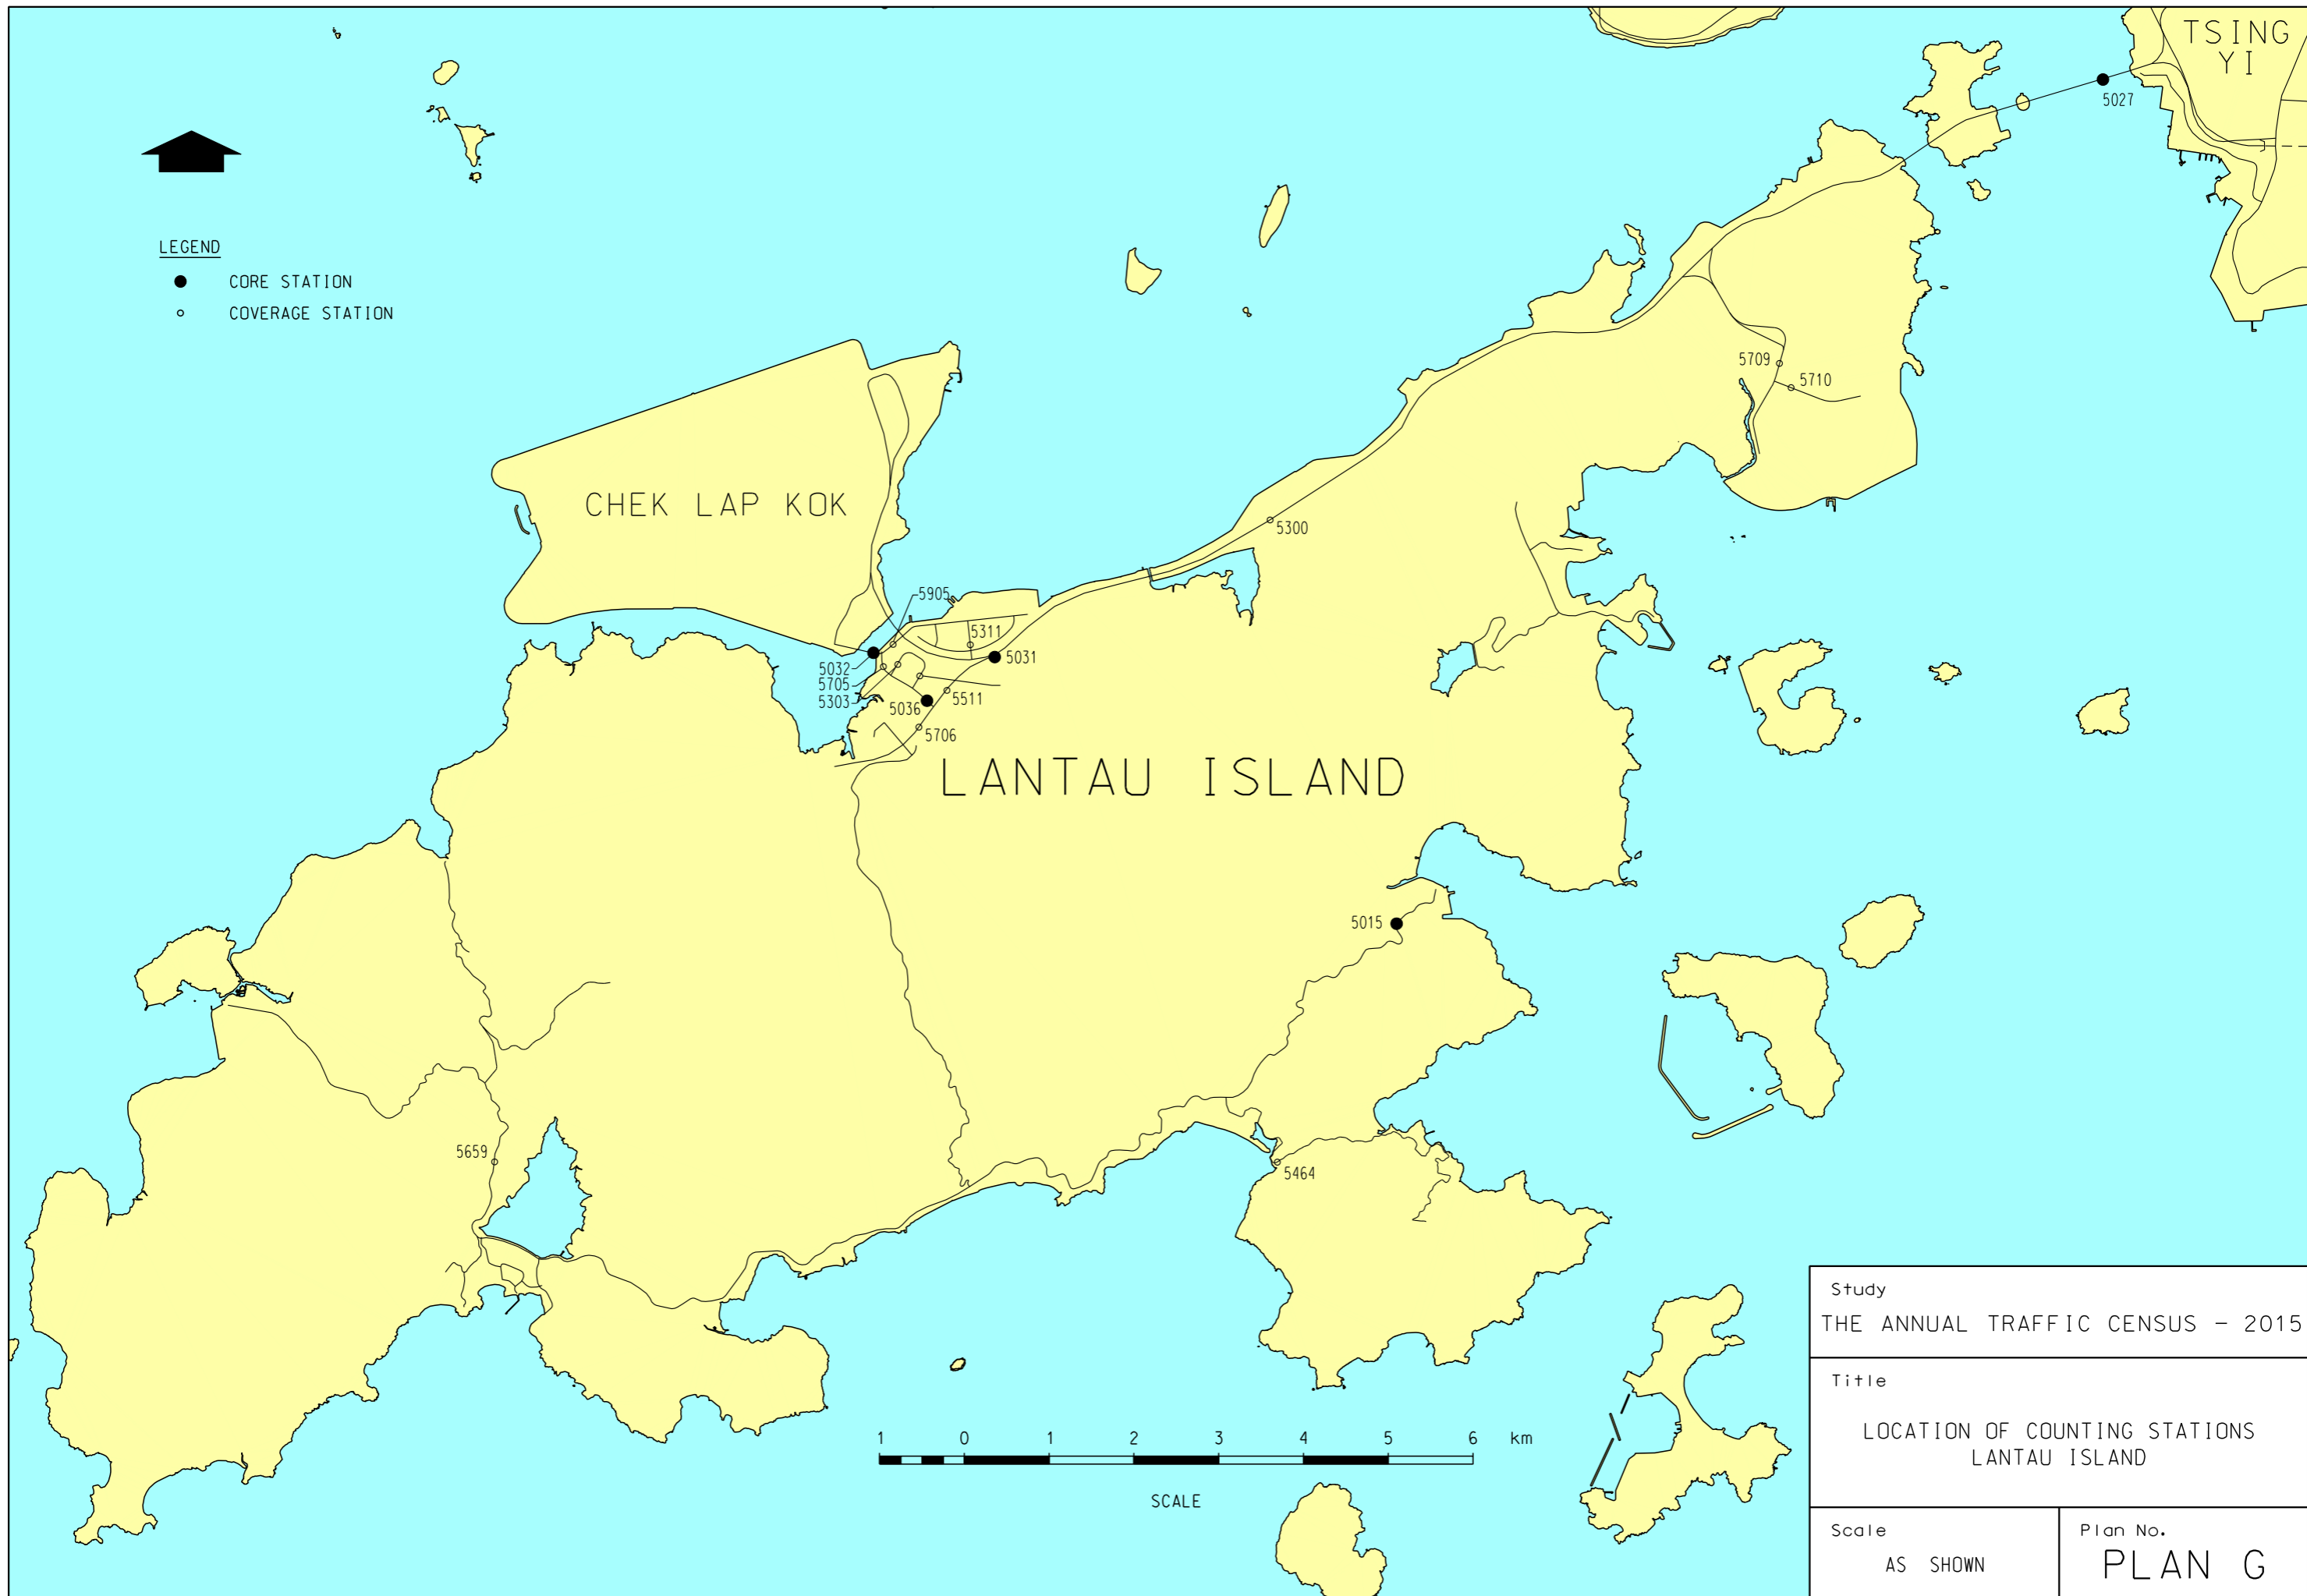 TSING
YI
5027
LEGEND
CORE STATION
COVERAGE STATION
5709
5710
CHEK LAP KOK
5300
5905
5311
5031
5032
5705
5303
5036
5511
5706
LANTAU ISLAND
5015
5659
5464
Study
THE ANNUAL TRAFFIC CENSUS - 2015
Title
LOCATION OF COUNTING STATIONS
LANTAU ISLAND
1 0 1 2 3 4 5 6 km
SCALE
Scale
AS SHOWN
Plan No.
PLAN G